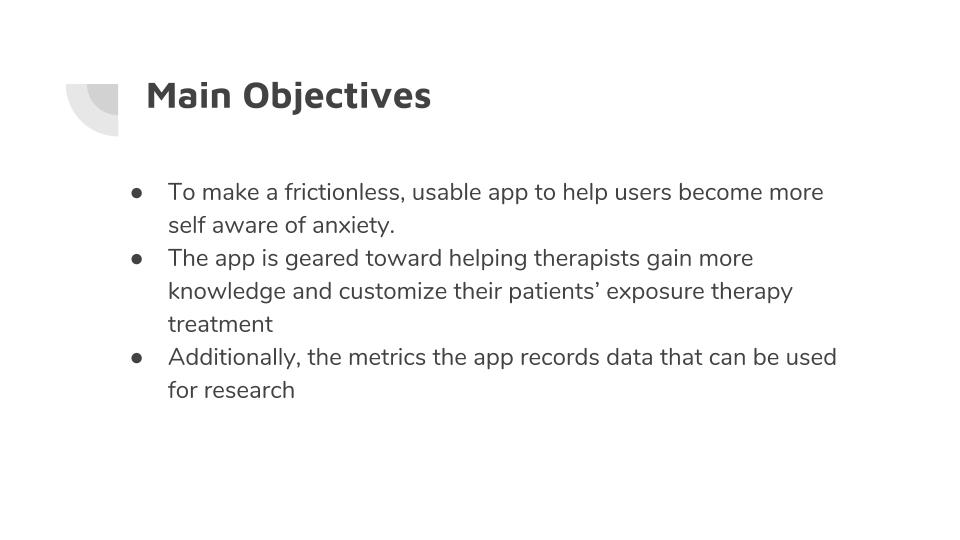 Main Objectives
● To make a frictionless, usable app to help users become more
self aware of anxiety.
● The app is geared toward helping therapists gain more
knowledge and customize their patients’ exposure therapy
treatment
● Additionally, the metrics the app records data that can be used
for research